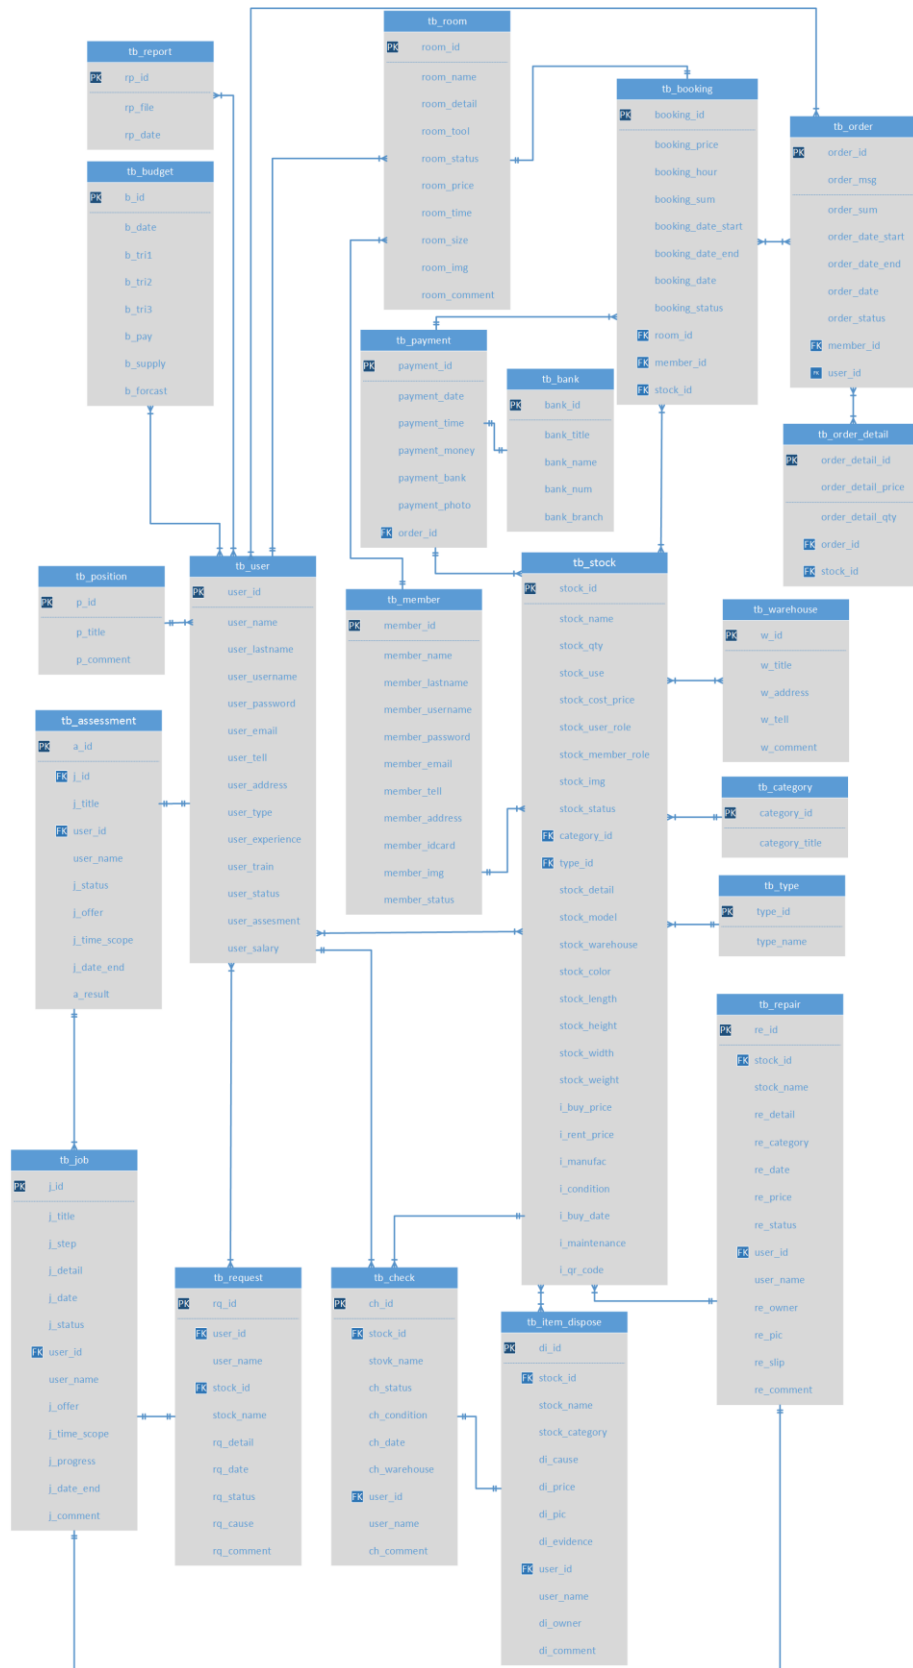 tb_room
PK room_id
room_name
room_detail
room_tool
room_status
room_price
room_time
room_size
room_img
room_comment
tb_report
PK rp_id
rp_file
rp_date
tb_booking
PK booking_id
booking_price
booking_hour
booking_sum
booking_date_start
booking_date_end
booking_date
booking_status
FK room_id
FK member_id
FK stock_id
tb_order
PK order_id
order_msg
order_sum
order_date_start
order_date_end
order_date
order_status
FK member_id
PK user_id
tb_budget
PK b_id
b_date
b_tri1
b_tri2
b_tri3
b_pay
b_supply
b_forcast
tb_payment
PK payment_id
payment_date
payment_time
payment_money
payment_bank
payment_photo
FK order_id
tb_bank
PK bank_id
bank_title
bank_name
bank_num
bank_branch
tb_order_detail
PK order_detail_id
order_detail_price
order_detail_qty
FK order_id
FK stock_id
tb_position
PK p_id
p_title
p_comment
tb_user
PK user_id
user_name
user_lastname
user_username
user_password
user_email
user_tell
user_address
user_type
user_experience
user_train
user_status
user_assesment
user_salary
tb_member
PK member_id
member_name
member_lastname
member_username
member_password
member_email
member_tell
member_address
member_idcard
member_img
member_status
tb_stock
PK stock_id
stock_name
stock_qty
stock_use
stock_cost_price
stock_user_role
stock_member_role
stock_img
stock_status
FK category_id
FK type_id
stock_detail
stock_model
stock_warehouse
stock_color
stock_length
stock_height
stock_width
stock_weight
i_buy_price
i_rent_price
i_manufac
i_condition
i_buy_date
i_maintenance
i_qr_code
tb_warehouse
PK w_id
w_title
w_address
w_tell
w_comment
tb_category
PK category_id
category_title
tb_type
PK type_id
type_name
tb_assessment
PK a_id
FK j_id
j_title
FK user_id
user_name
j_status
j_offer
j_time_scope
j_date_end
a_result
tb_repair
PK re_id
FK stock_id
stock_name
re_detail
re_category
re_date
re_price
re_status
FK user_id
user_name
re_owner
re_pic
re_slip
re_comment
tb_job
PK j_id
j_title
j_step
j_detail
j_date
j_status
FK user_id
user_name
j_offer
j_time_scope
j_progress
j_date_end
j_comment
tb_request
PK rq_id
FK user_id
user_name
FK stock_id
stock_name
rq_detail
rq_date
rq_status
rq_cause
rq_comment
tb_check
PK ch_id
FK stock_id
stovk_name
ch_status
ch_condition
ch_date
ch_warehouse
FK user_id
user_name
ch_comment
tb_item_dispose
PK di_id
FK stock_id
stock_name
stock_category
di_cause
di_price
di_pic
di_evidence
FK user_id
user_name
di_owner
di_comment